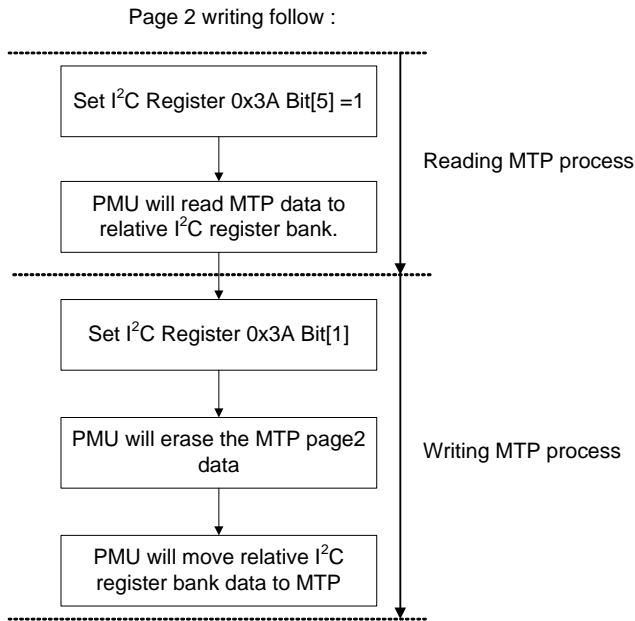 Page 2 writing follow :
Set I²C Register 0x3A Bit[5] =1
Reading MTP process
PMU will read MTP data to
relative I²C register bank.
Set I²C Register 0x3A Bit[1]
PMU will erase the MTP page2
data
Writing MTP process
PMU will move relative I²C
register bank data to MTP